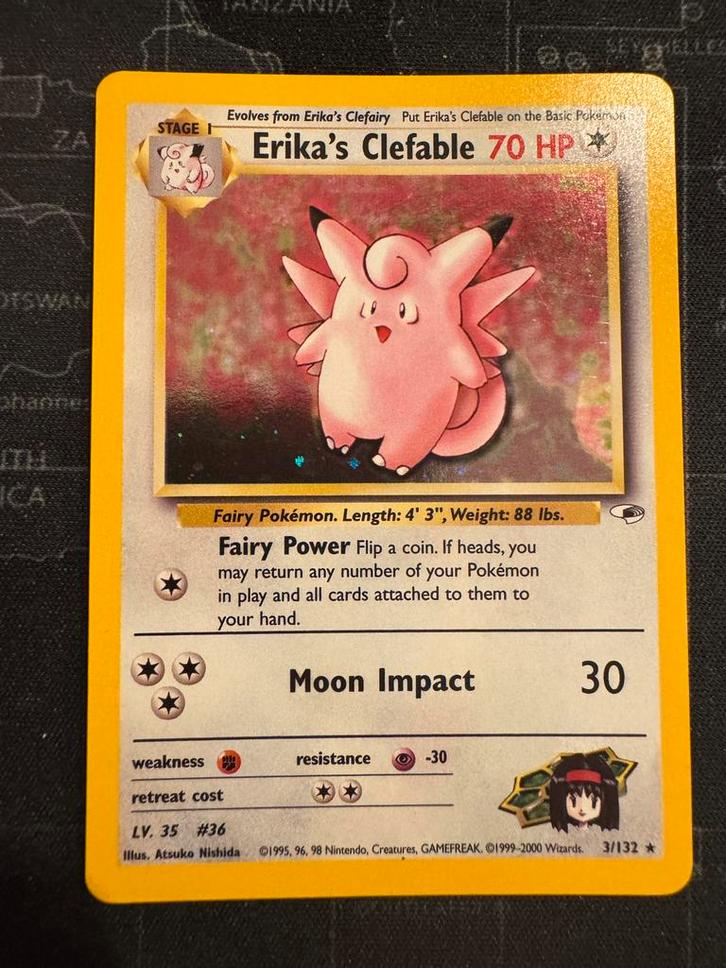 TANZANIA
SEYCHELLE
ZA
Evolves from Erika's Clefairy Put Erika's Clefable on the Basic Pokémon
STAGE 1
Erika's Clefable 70 HP
Fairy Pokémon. Length: 4' 3", Weight: 88 lbs.
Fairy Power Flip a coin. If heads, you
may return any number of your Pokémon
in play and all cards attached to them to
your hand.
Moon Impact 30
weakness resistance -30
retreat cost
LV. 35 #36
Illus. Atsuko Nishida ©1995, 96, 98 Nintendo, Creatures, GAMEFREAK. ©1999-2000 Wizards. 3/132 ★
OTSWAN
ohanne
TH
ICA